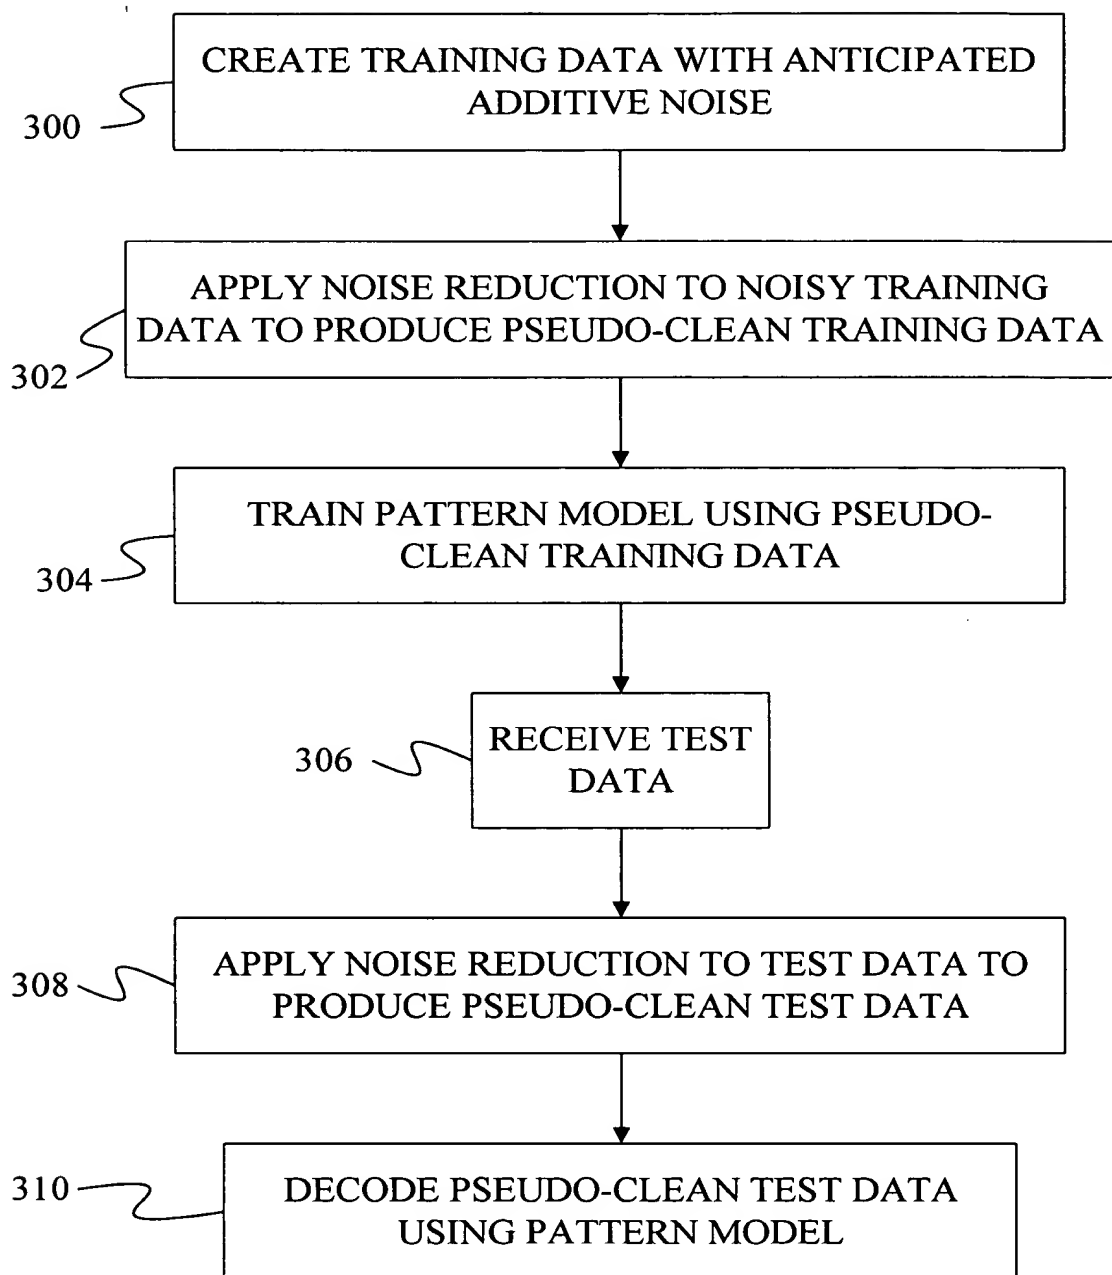 CREATE TRAINING DATA WITH ANTICIPATED
ADDITIVE NOISE
300
APPLY NOISE REDUCTION TO NOISY TRAINING
DATA TO PRODUCE PSEUDO-CLEAN TRAINING DATA
302
TRAIN PATTERN MODEL USING PSEUDO-
CLEAN TRAINING DATA
304
RECEIVE TEST
DATA
306
APPLY NOISE REDUCTION TO TEST DATA TO
PRODUCE PSEUDO-CLEAN TEST DATA
308
DECODE PSEUDO-CLEAN TEST DATA
USING PATTERN MODEL
310